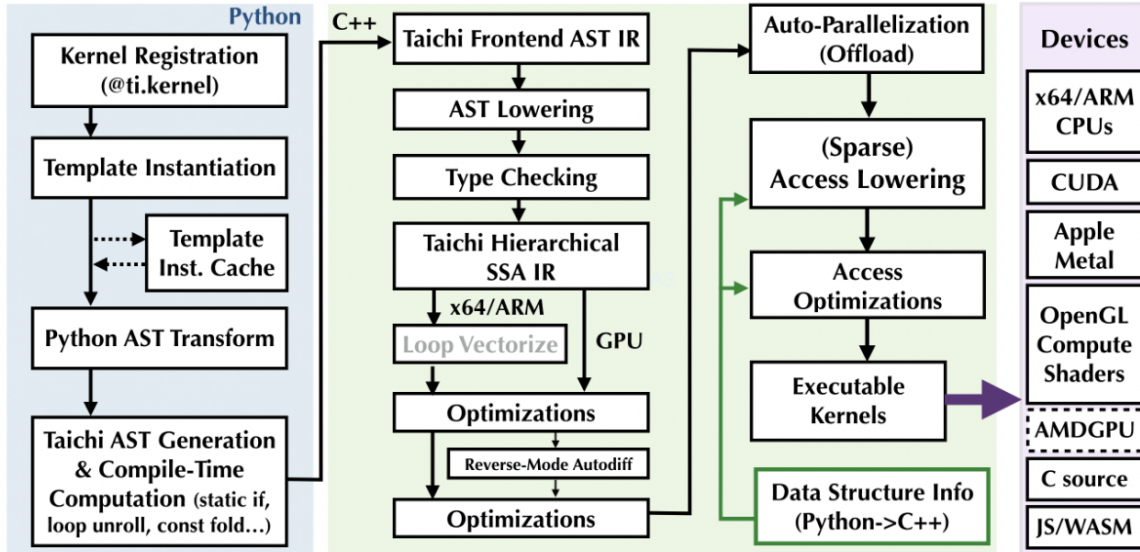 Python
Kernel Registration
(@ti.kernel)
Template Instantiation
Template
Inst. Cache
Python AST Transform
Taichi AST Generation
& Compile-Time
Computation (static if,
loop unroll, const fold...)
C++
Taichi Frontend AST IR
AST Lowering
Type Checking
Taichi Hierarchical
SSA IR
x64/ARM
Loop Vectorize
GPU
Optimizations
Reverse-Mode Autodiff
Optimizations
Auto-Parallelization
(Offload)
(Sparse)
Access Lowering
Access
Optimizations
Executable
Kernels
Data Structure Info
(Python->C++)
Devices
x64/ARM
CPUs
CUDA
Apple
Metal
OpenGL
Compute
Shaders
AMDGPU
C source
JS/WASM